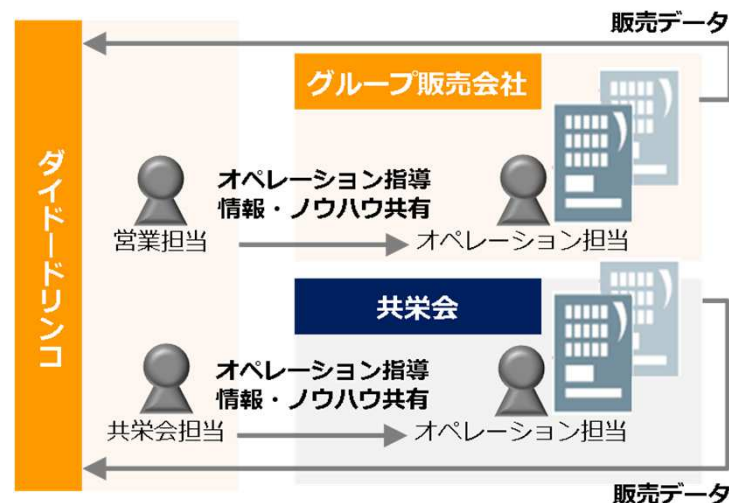 販売データ
グループ販売会社
ダイドードリンコ
オペレーション指導
情報・ノウハウ共有
営業担当
オペレーション担当
共栄会
オペレーション指導
情報・ノウハウ共有
共栄会担当
オペレーション担当
販売データ